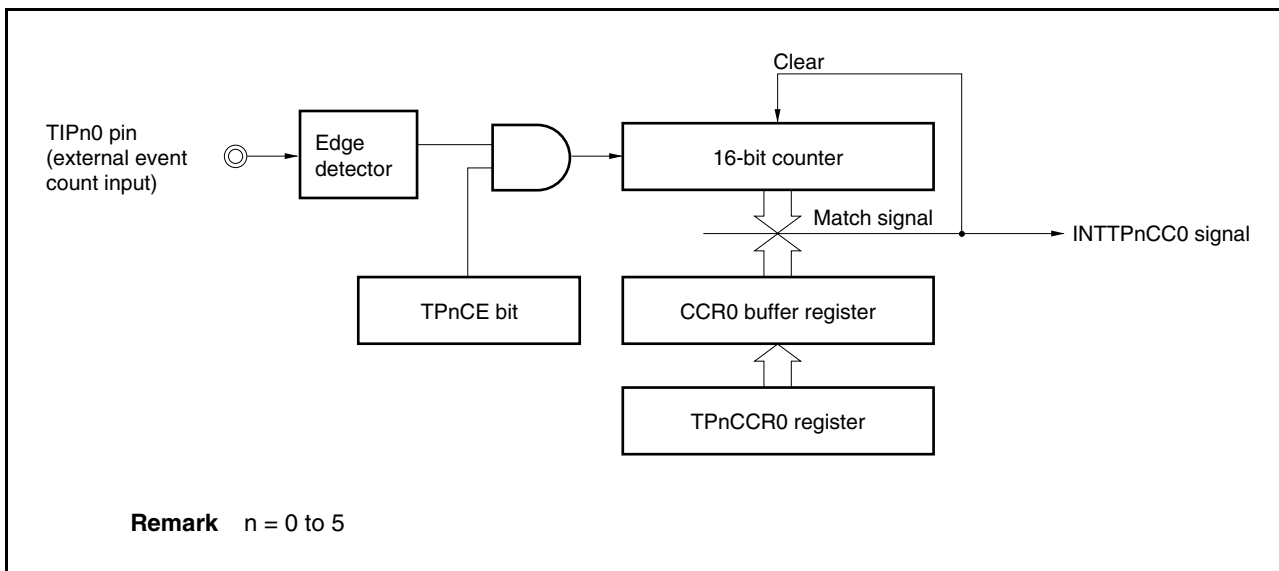 Clear
TIPn0 pin
(external event
count input)
Edge
detector
16-bit counter
Match signal
INTTPnCC0 signal
TPnCE bit
CCR0 buffer register
TPnCCR0 register
Remark n = 0 to 5